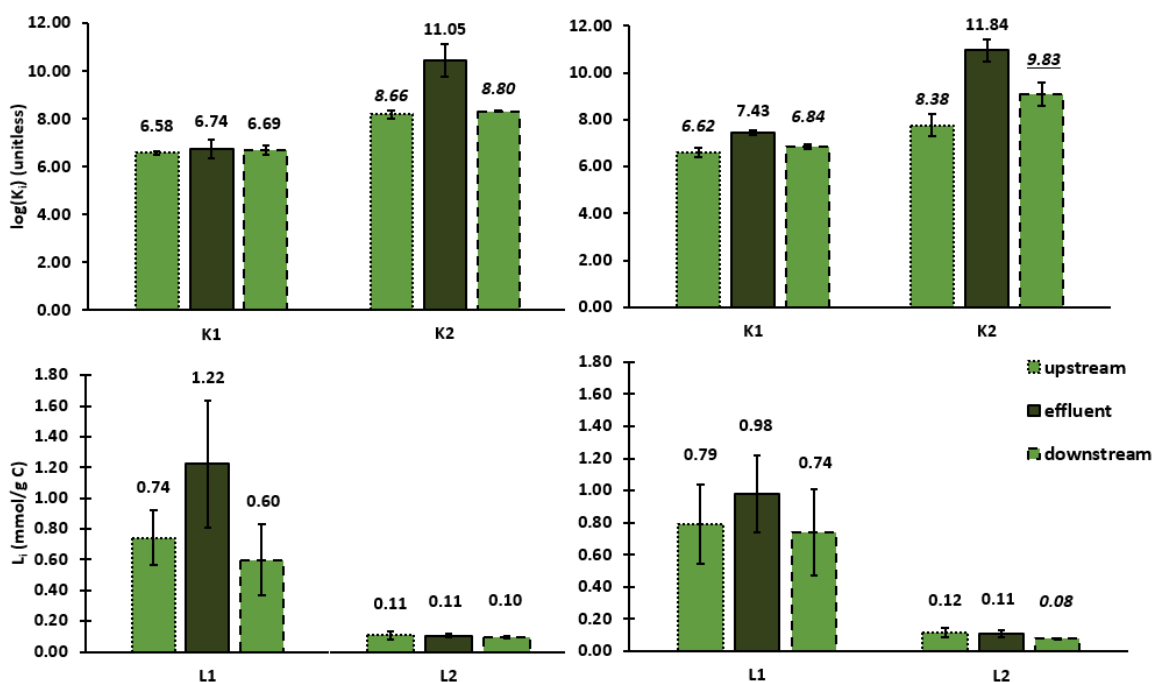 log(Ki) (unitless)
12.00
10.00
8.00
6.00
4.00
2.00
0.00
6.58 6.74 6.69
8.66 11.05 8.80
K1 K2
12.00
10.00
8.00
6.00
4.00
2.00
0.00
6.62 7.43 6.84
8.38 11.84 9.83
K1 K2
Li (mmol/g C)
1.80
1.60
1.40
1.20
1.00
0.80
0.60
0.40
0.20
0.00
0.74 1.22 0.60
0.11 0.11 0.10
L1 L2
1.80
1.60
1.40
1.20
1.00
0.80
0.60
0.40
0.20
0.00
0.79 0.98 0.74
0.12 0.11 0.08
L1 L2
upstream
effluent
downstream